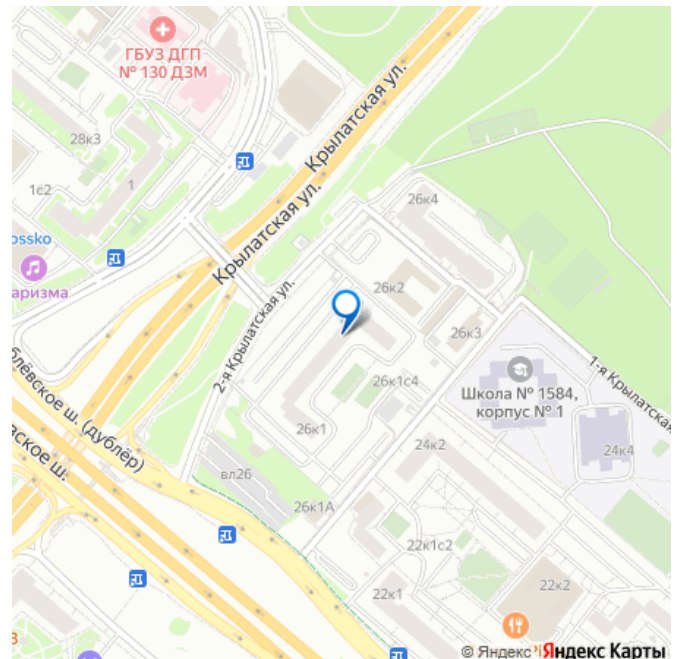 ГБУЗ ДГП
№ 130 ДЗМ
Крылатская ул.
28к3
1
1с2
ossko
аризма
Крылатская ул.
26к4
26к2
26к3
2-я Крылатская ул.
26к1с4
Школа № 1584,
корпус № 1
1-я Крылатская
24к4
24к2
26к1
блёвское ш. (дублёр)
вское ш.
вл26
26к1А
22к1с2
22к2
22к1
3
© Яндекс
Яндекс Карты